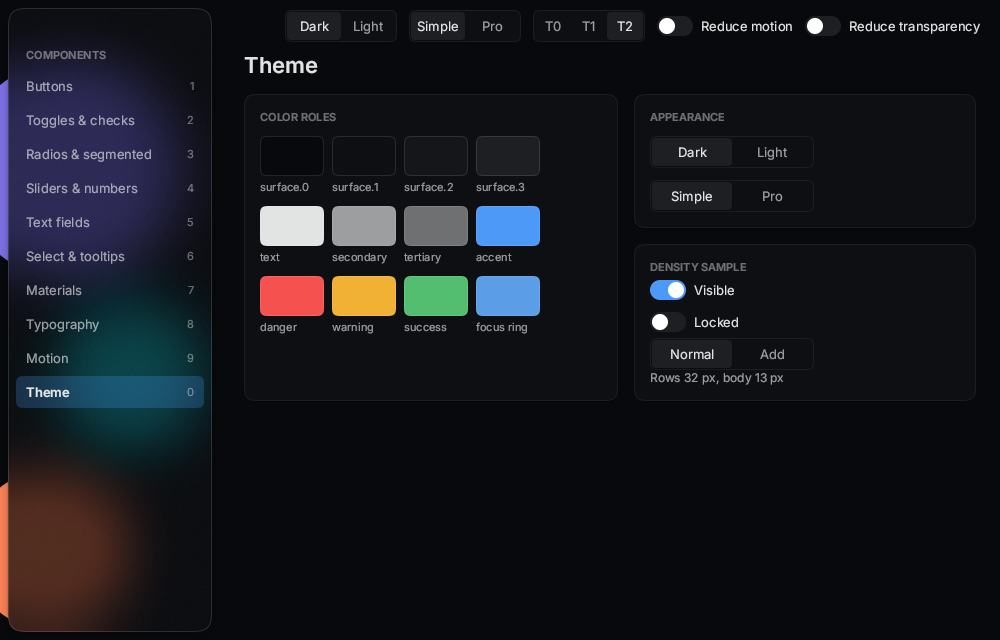 Dark Light Simple Pro T0 T1 T2 Reduce motion Reduce transparency
COMPONENTS
Buttons 1
Toggles & checks 2
Radios & segmented 3
Sliders & numbers 4
Text fields 5
Select & tooltips 6
Materials 7
Typography 8
Motion 9
Theme 0
Theme
COLOR ROLES
surface.0 surface.1 surface.2 surface.3
text secondary tertiary accent
danger warning success focus ring
APPEARANCE
Dark Light
Simple Pro
DENSITY SAMPLE
Visible
Locked
Normal Add
Rows 32 px, body 13 px